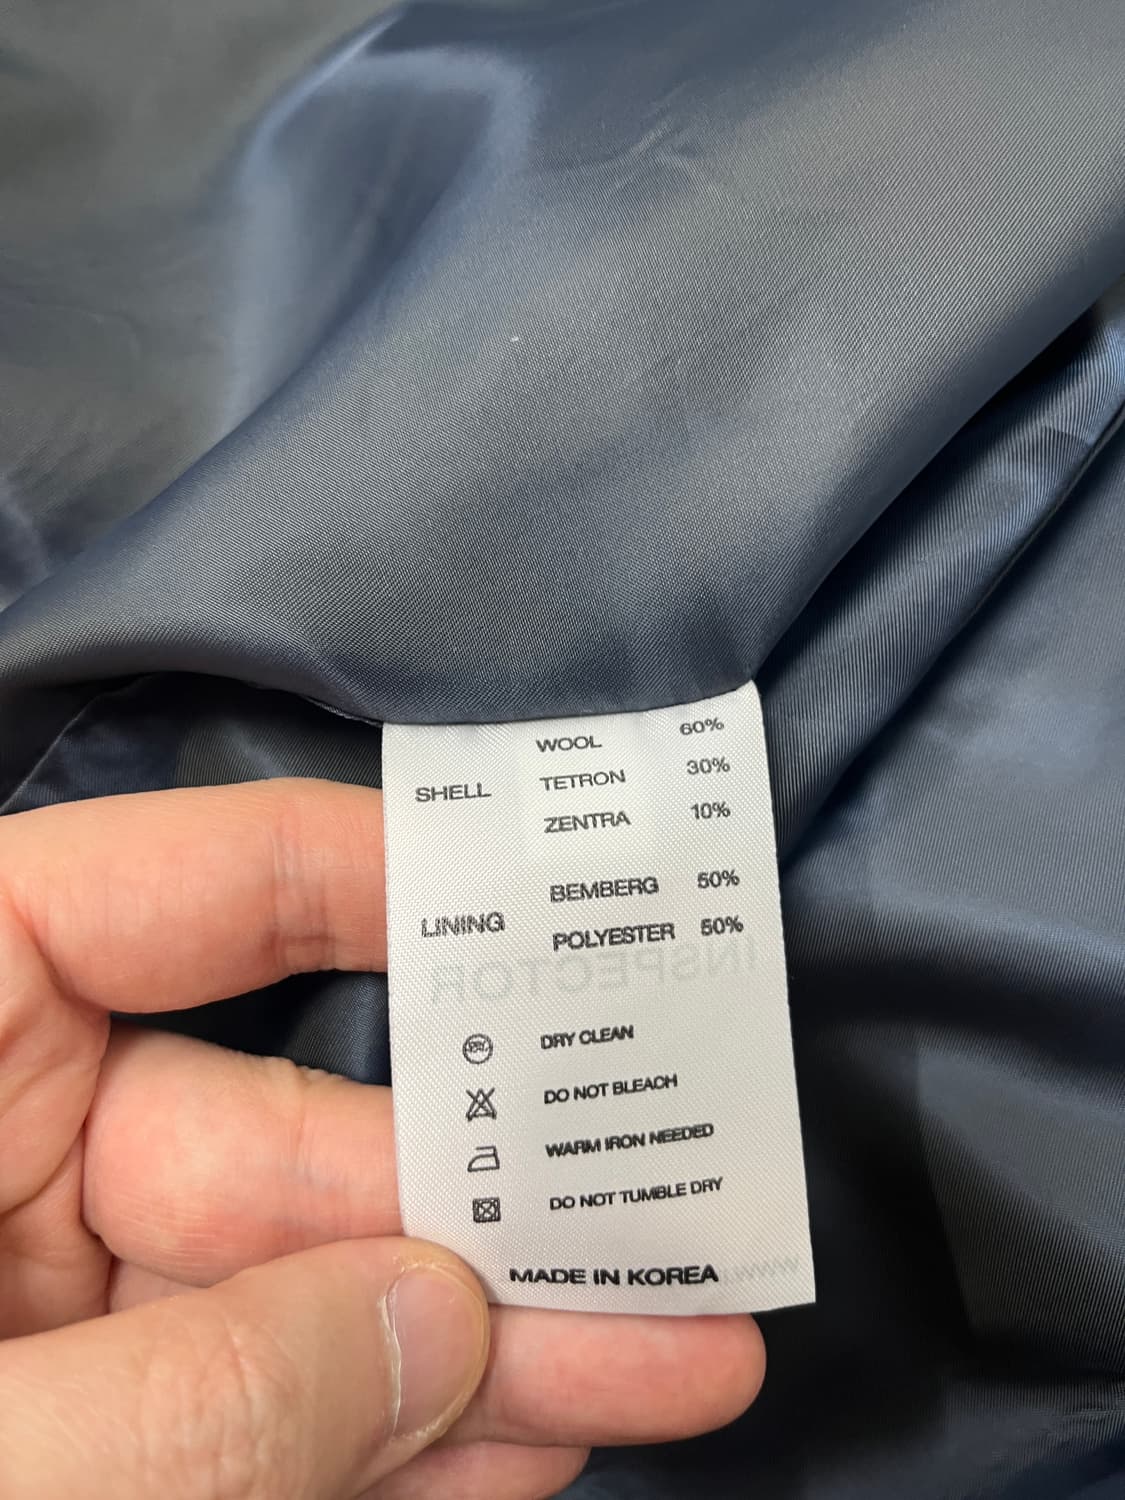 WOOL 60%
SHELL TETRON 30%
ZENTRA 10%
BEMBERG 50%
LINING
POLYESTER 50%
INSPECTOR
DRY CLEAN
DO NOT BLEACH
WARM IRON NEEDED
DO NOT TUMBLE DRY
MADE IN KOREA